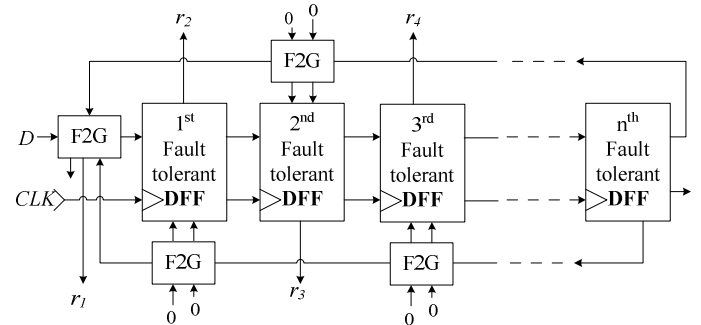 r2
0 0
r4
F2G
D
F2G
1st
Fault
tolerant
DFF
2nd
Fault
tolerant
DFF
3rd
Fault
tolerant
DFF
nth
Fault
tolerant
DFF
CLK
F2G
F2G
r1
0 0
r3
0 0